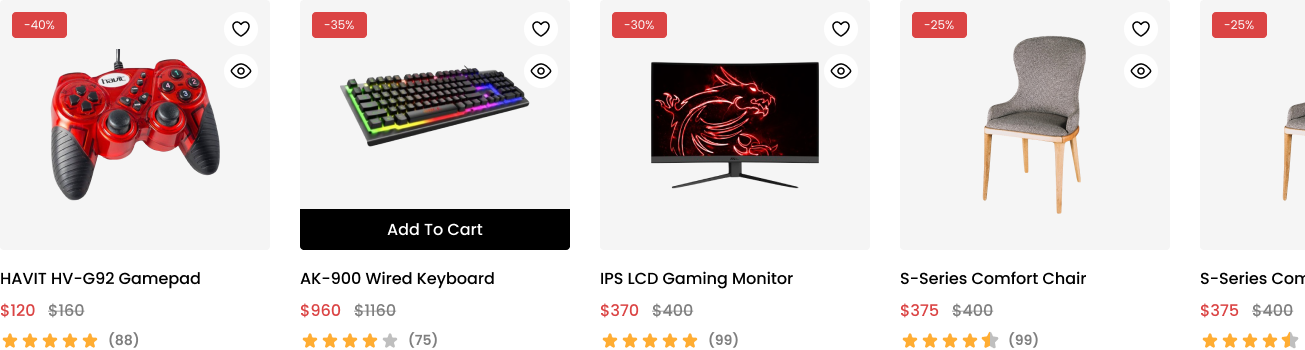 -40%
HAVIT HV-G92 Gamepad
$120 $160
(88)
-35%
Add To Cart
AK-900 Wired Keyboard
$960 $1160
(75)
-30%
IPS LCD Gaming Monitor
$370 $400
(99)
-25%
S-Series Comfort Chair
$375 $400
(99)
-25%
S-Series Com
$375 $400